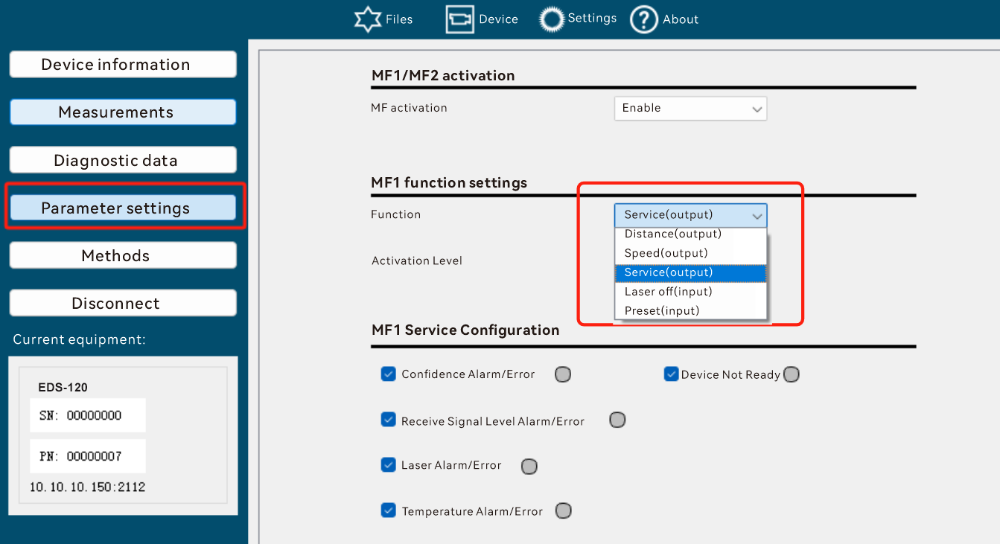 Files
Device
Settings
About
Device information
Measurements
Diagnostic data
Parameter settings
Methods
Disconnect
Current equipment:
EDS-120
SN: 00000000
PN: 00000007
10.10.10.150:2112
MF1/MF2 activation
MF activation
Enable
MF1 function settings
Function
Service(output)
Distance(output)
Speed(output)
Service(output)
Laser off(input)
Preset(input)
Activation Level
MF1 Service Configuration
Confidence Alarm/Error
Device Not Ready
Receive Signal Level Alarm/Error
Laser Alarm/Error
Temperature Alarm/Error